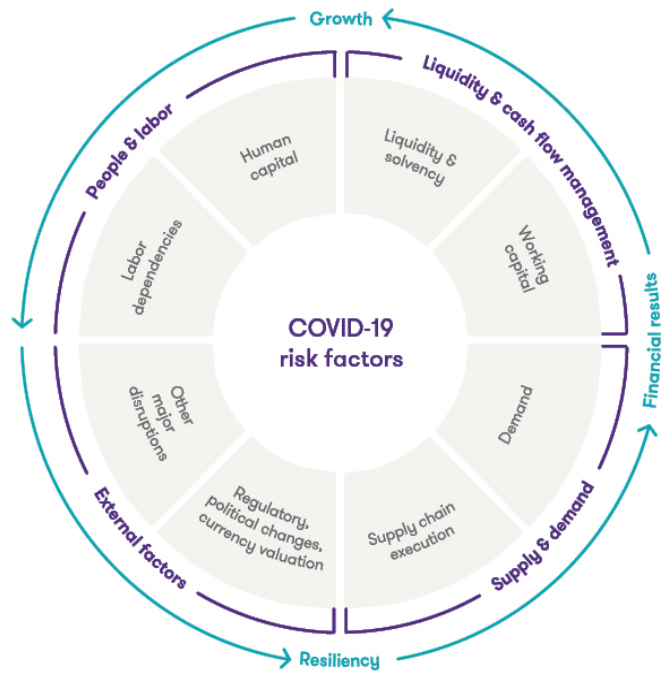 Growth
Liquidity & cash flow management
People & labor
Human
capital
Liquidity &
solvency
Labor
dependencies
Working
capital
COVID-19
risk factors
Financial results
Other
major
disruptions
Demand
Regulatory,
political changes,
currency valuation
Supply chain
execution
External factors
Supply & demand
Resiliency